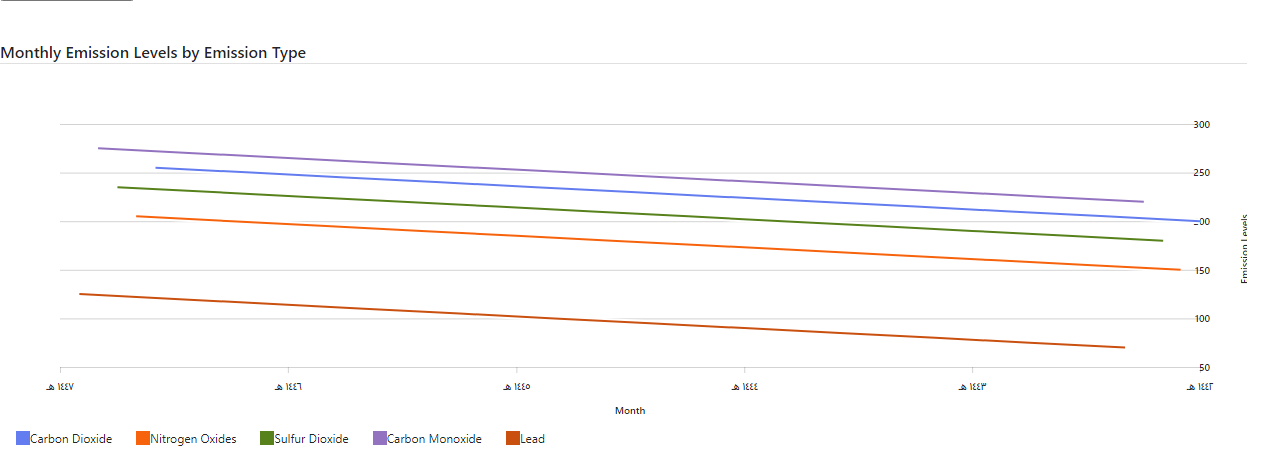 Monthly Emission Levels by Emission Type
300
250
150
100
50
Emission Levels
١٤٤٧ هـ
١٤٤٦ هـ
١٤٤٥ هـ
١٤٤٤ هـ
١٤٤٣ هـ
١٤٤٢ هـ
Month
Carbon Dioxide
Nitrogen Oxides
Sulfur Dioxide
Carbon Monoxide
Lead